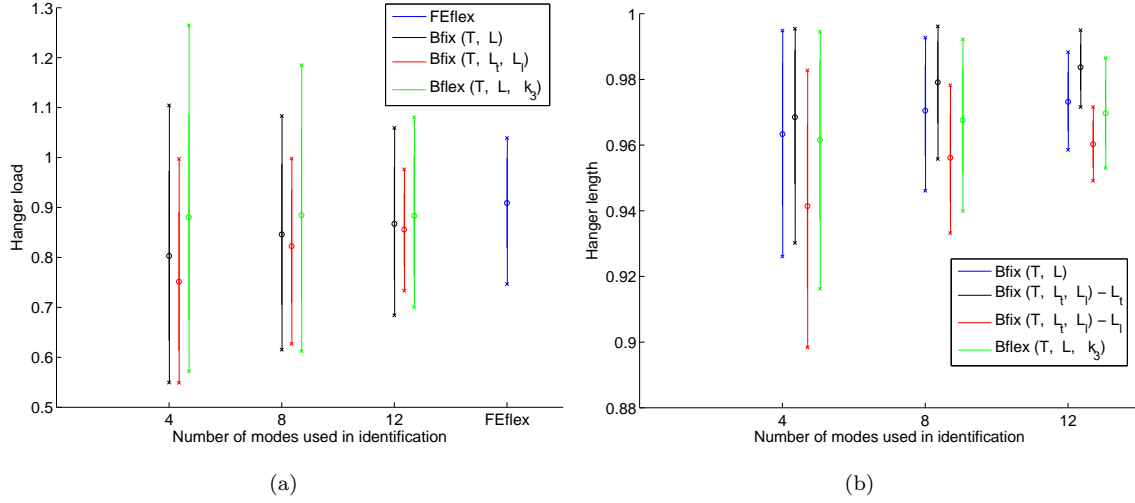 1.3
1.2
1.1
1
0.9
0.8
0.7
0.6
0.5
Hanger load
4
8
12
FEflex
Number of modes used in identification
FEflex
Bfix (T, L)
Bfix (T, Lt, Ll)
Bflex (T, L, k3)
(a)
1
0.98
0.96
0.94
0.92
0.9
0.88
Hanger length
4
8
12
Number of modes used in identification
Bfix (T, L)
Bfix (T, Lt, Ll) − Lt
Bfix (T, Lt, Ll) − Ll
Bflex (T, L, k3)
(b)